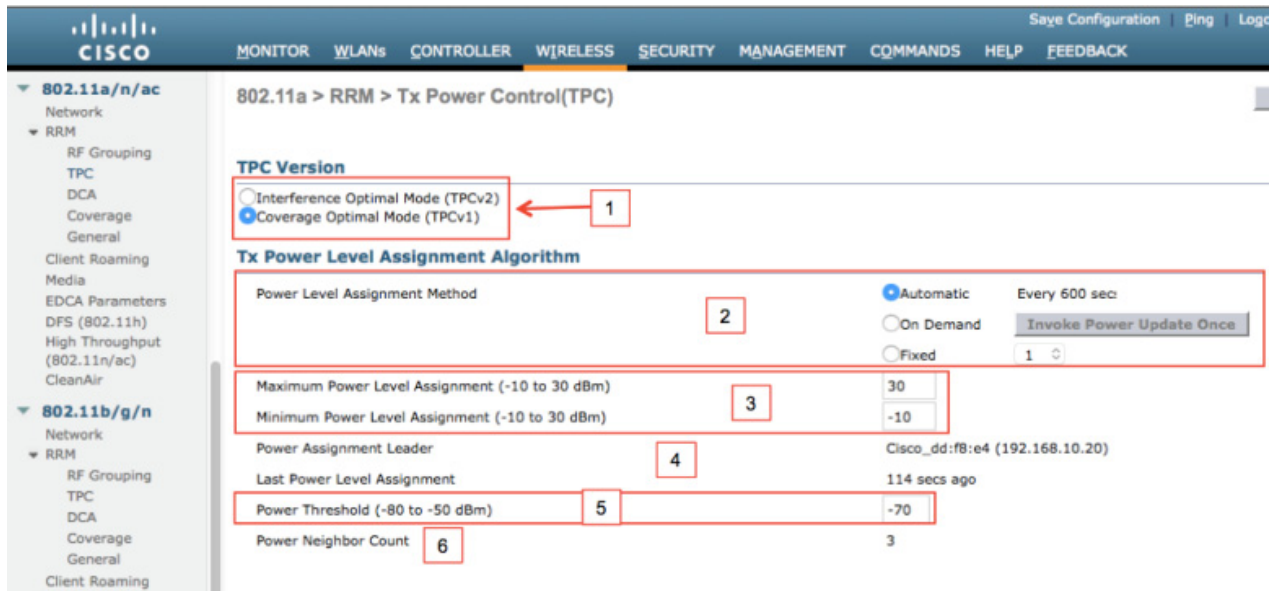 Save Configuration | Ping | Logo
CISCO
MONITOR WLANs CONTROLLER WIRELESS SECURITY MANAGEMENT COMMANDS HELP FEEDBACK
802.11a/n/ac
Network
RRM
RF Grouping
TPC
DCA
Coverage
General
Client Roaming
Media
EDCA Parameters
DFS (802.11h)
High Throughput
(802.11n/ac)
CleanAir
802.11b/g/n
Network
RRM
RF Grouping
TPC
DCA
Coverage
General
Client Roaming
802.11a > RRM > Tx Power Control(TPC)
TPC Version
Interference Optimal Mode (TPCv2)
Coverage Optimal Mode (TPCv1)
1
Tx Power Level Assignment Algorithm
Power Level Assignment Method
2
Automatic Every 600 sec
On Demand Invoke Power Update Once
Fixed 1
Maximum Power Level Assignment (-10 to 30 dBm) 30
3
Minimum Power Level Assignment (-10 to 30 dBm) -10
Power Assignment Leader Cisco_dd:f8:e4 (192.168.10.20)
4
Last Power Level Assignment 114 secs ago
Power Threshold (-80 to -50 dBm) 5 -70
Power Neighbor Count 6 3